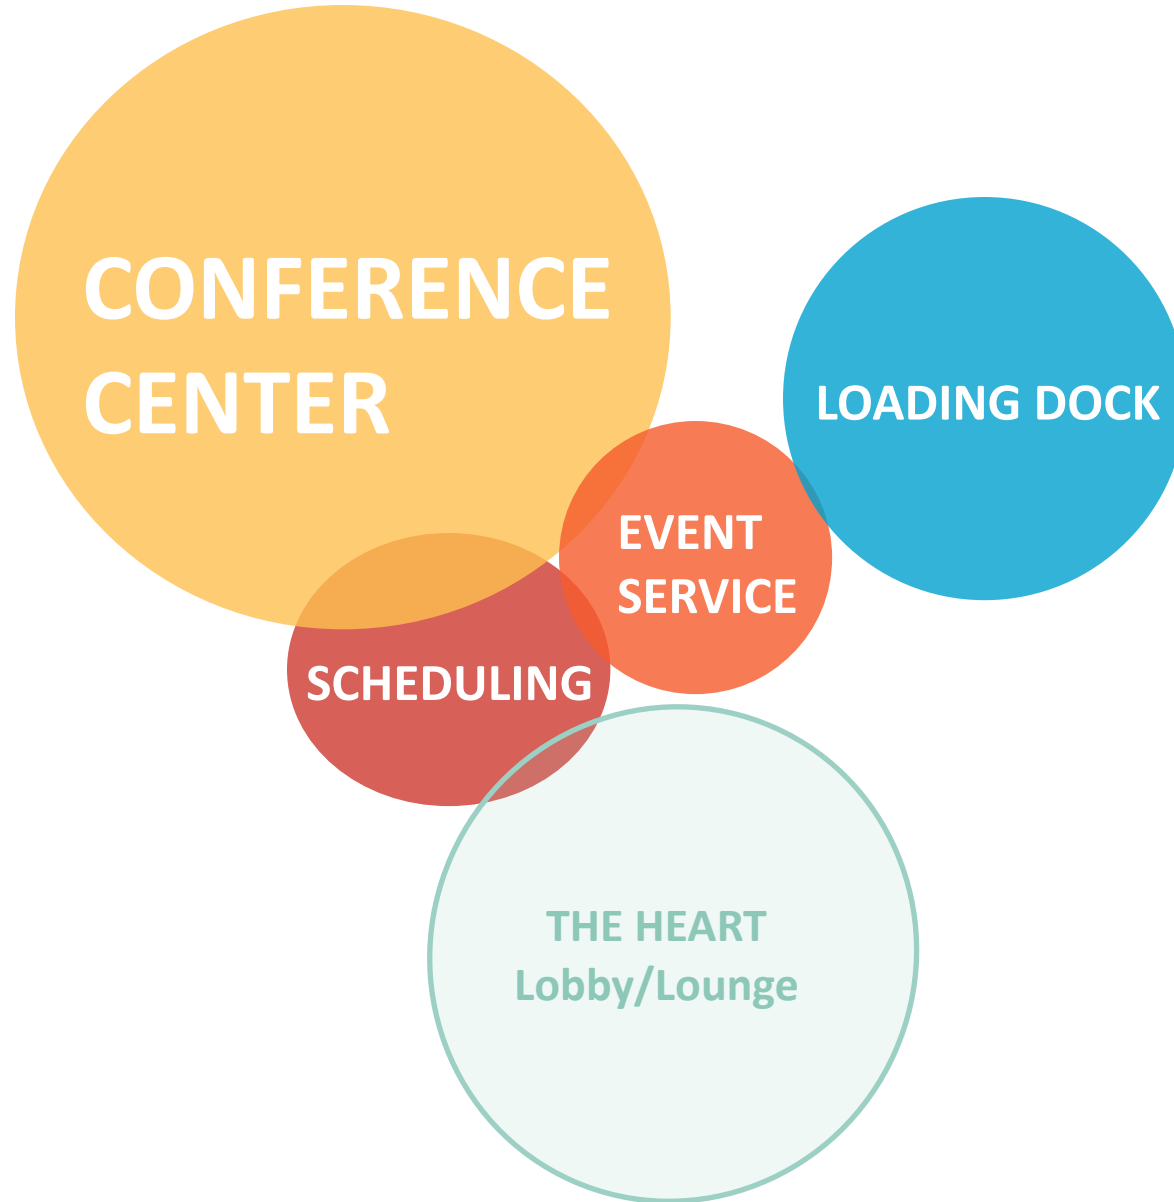 CONFERENCE
CENTER
LOADING DOCK
EVENT
SERVICE
SCHEDULING
THE HEART
Lobby/Lounge